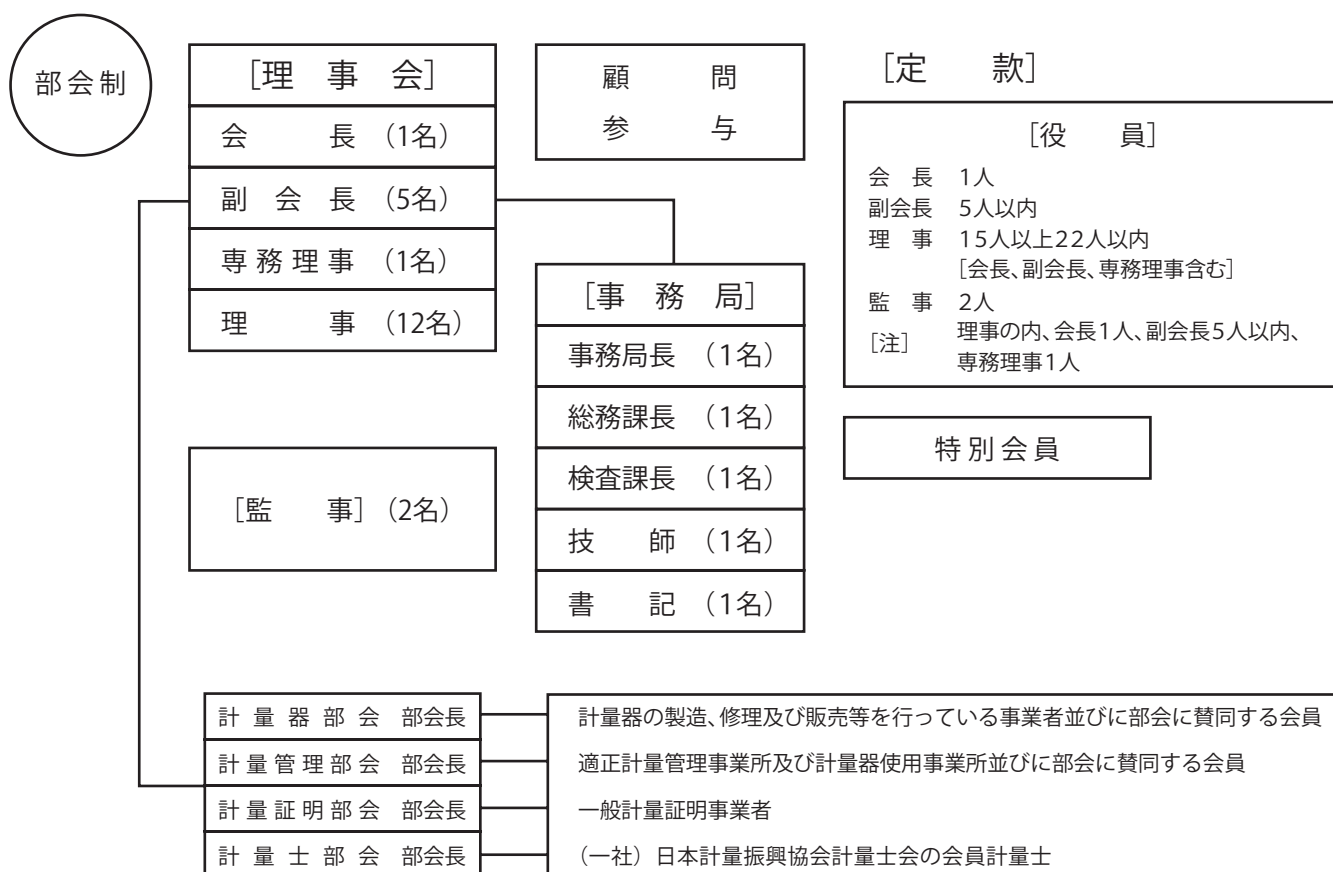 部会制
[理 事 会]
会 長 (1名)
副 会 長 (5名)
専務理事 (1名)
理 事 (12名)
顧 問
参 与
[定 款]
[役 員]
会 長 1人
副会長 5人以内
理 事 15人以上22人以内
[会長、副会長、専務理事含む]
監 事 2人
[注] 理事の内、会長1人、副会長5人以内、
専務理事1人
特別会員
[事 務 局]
事務局長 (1名)
総務課長 (1名)
検査課長 (1名)
技 師 (1名)
書 記 (1名)
[監 事] (2名)
計量器部会 部会長 計量器の製造、修理及び販売等を行っている事業者並びに部会に賛同する会員
計量管理部会 部会長 適正計量管理事業所及び計量器使用事業所並びに部会に賛同する会員
計量証明部会 部会長 一般計量証明事業者
計量士部会 部会長 (一社) 日本計量振興協会計量士会の会員計量士